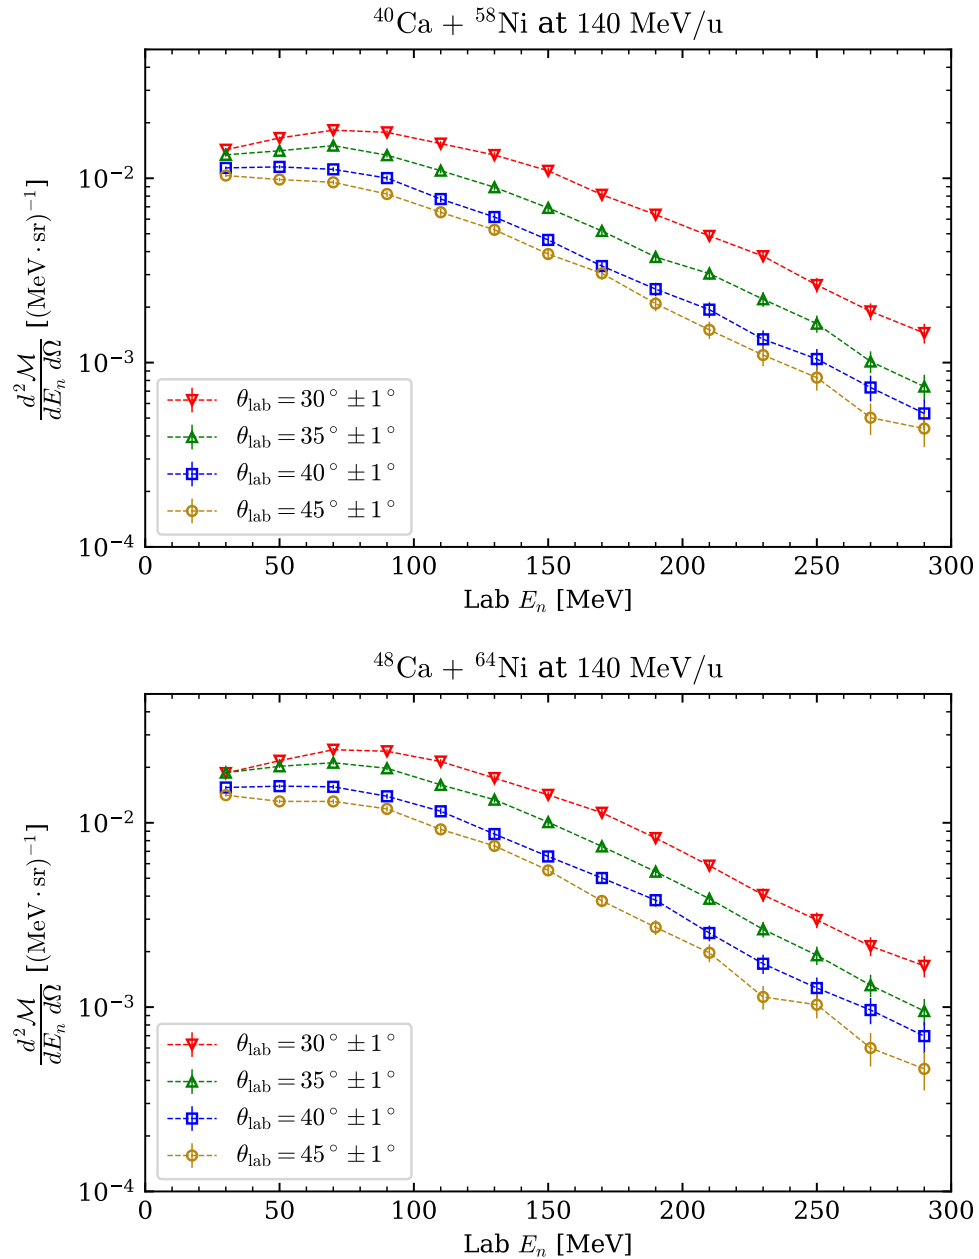 ⁴⁰Ca + ⁵⁸Ni at 140 MeV/u
10⁻²
10⁻³
10⁻⁴
d²ℳ/dEₙ dΩ [(MeV · sr)⁻¹]
θlab = 30° ± 1°
θlab = 35° ± 1°
θlab = 40° ± 1°
θlab = 45° ± 1°
0 50 100 150 200 250 300
Lab Eₙ [MeV]
⁴⁸Ca + ⁶⁴Ni at 140 MeV/u
10⁻²
10⁻³
10⁻⁴
d²ℳ/dEₙ dΩ [(MeV · sr)⁻¹]
θlab = 30° ± 1°
θlab = 35° ± 1°
θlab = 40° ± 1°
θlab = 45° ± 1°
0 50 100 150 200 250 300
Lab Eₙ [MeV]